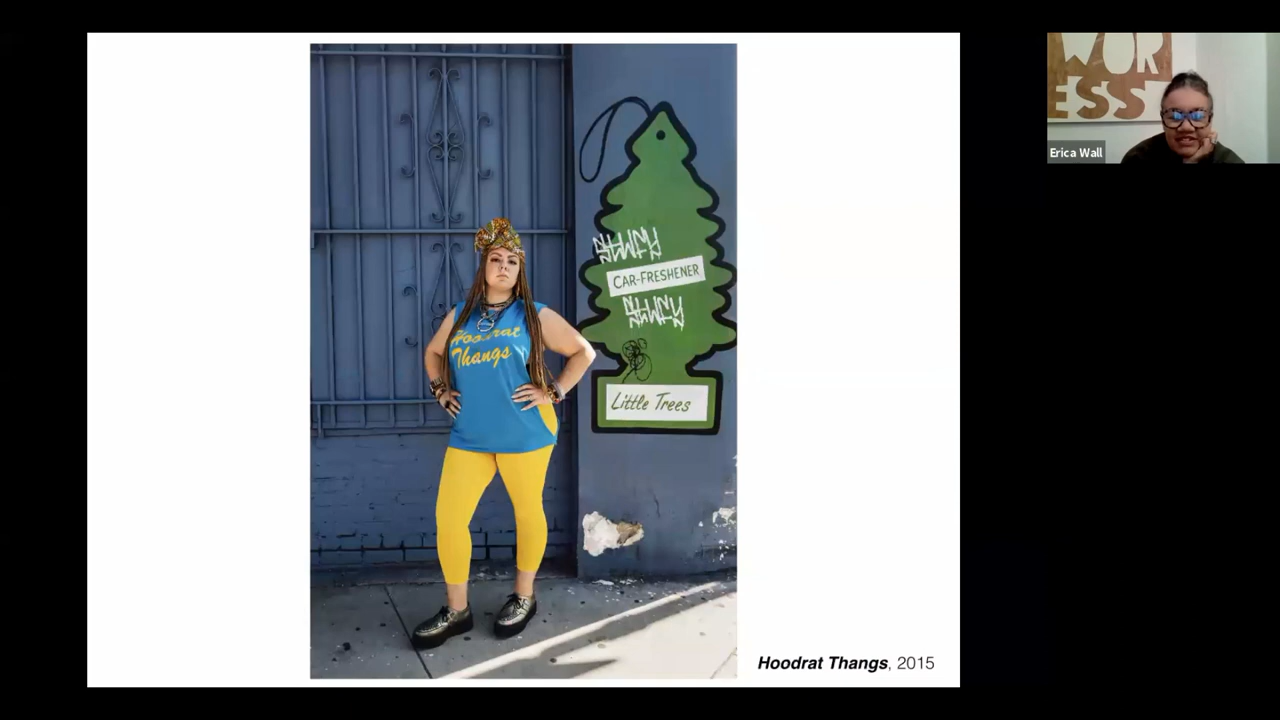 WOR
ESS
Erica Wall
CAR-FRESHENER
Hoodrat
Thangs
Little Trees
Hoodrat Thangs, 2015